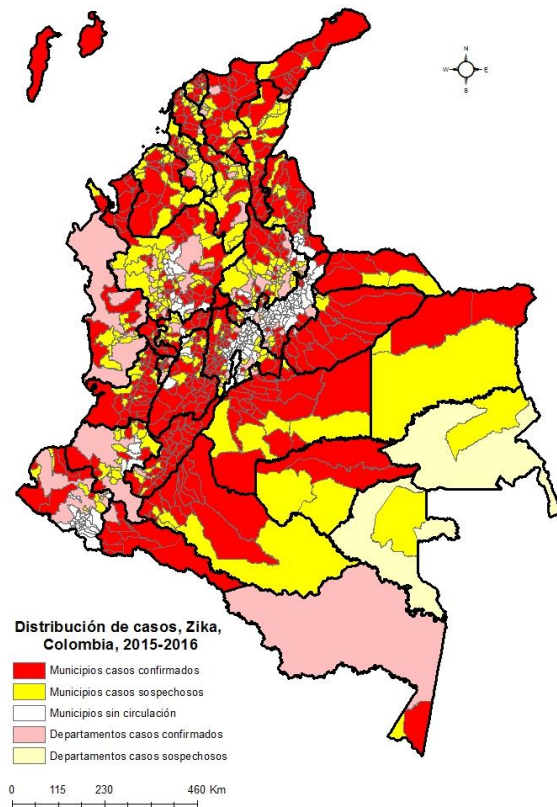 N
W E
S
Distribución de casos, Zika,
Colombia, 2015-2016
Municipios casos confirmados
Municipios casos sospechosos
Municipios sin circulación
Departamentos casos confirmados
Departamentos casos sospechosos
0 115 230 460 Km